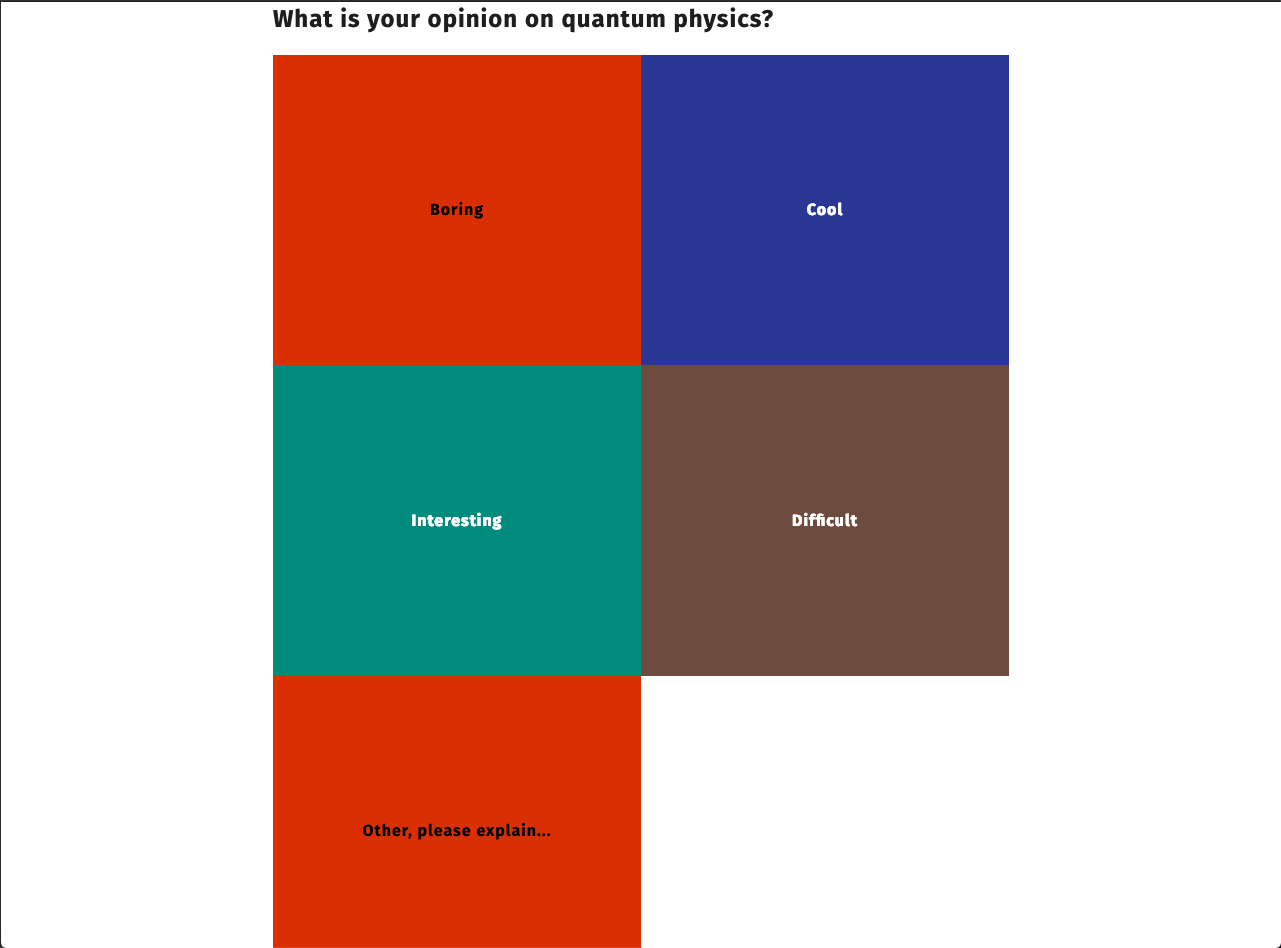 What is your opinion on quantum physics?
Boring
Cool
Interesting
Difficult
Other, please explain...